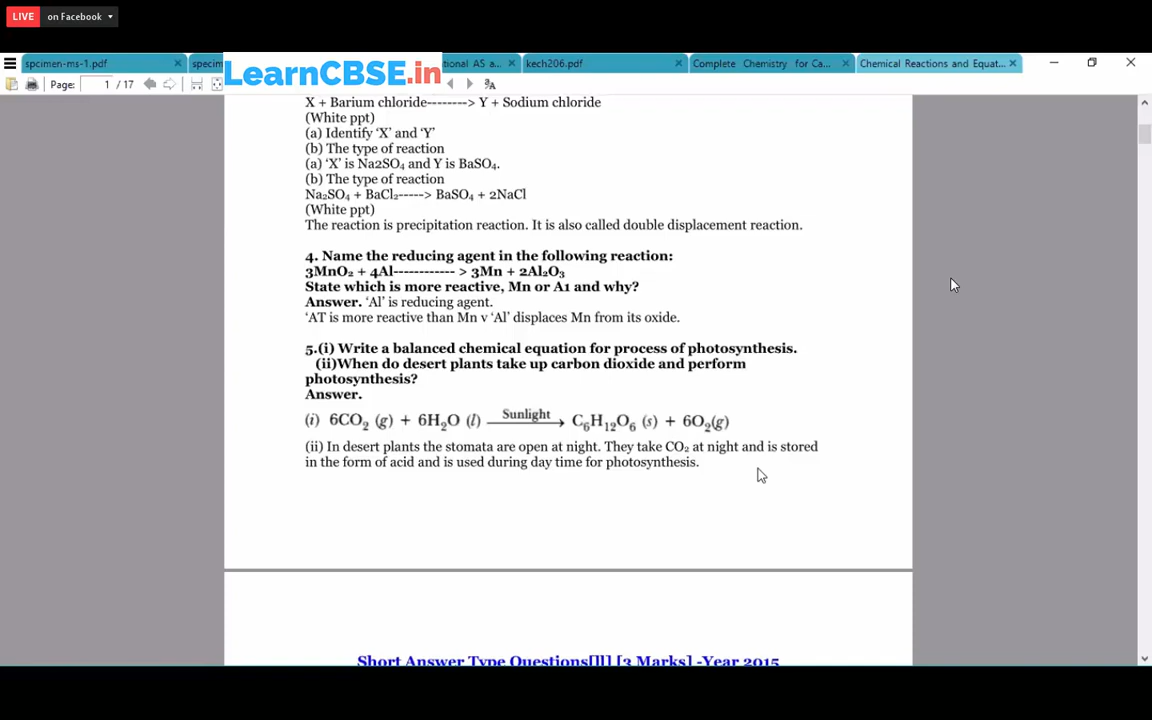 LIVE on Facebook
spcimen-ms-1.pdf
specim
LearnCBSE.in
tional AS a...
kech206.pdf
Complete Chemistry for Ca...
Chemical Reactions and Equat...
Page: 1 / 17
X + Barium chloride--------> Y + Sodium chloride
(White ppt)
(a) Identify ‘X’ and ‘Y’
(b) The type of reaction
(a) ‘X’ is Na2SO₄ and Y is BaSO₄.
(b) The type of reaction
Na₂SO₄ + BaCl₂-----> BaSO₄ + 2NaCl
(White ppt)
The reaction is precipitation reaction. It is also called double displacement reaction.
4. Name the reducing agent in the following reaction:
3MnO₂ + 4Al------------ > 3Mn + 2Al₂O₃
State which is more reactive, Mn or A1 and why?
Answer. ‘Al’ is reducing agent.
‘AT is more reactive than Mn v ‘Al’ displaces Mn from its oxide.
5.(i) Write a balanced chemical equation for process of photosynthesis.
(ii)When do desert plants take up carbon dioxide and perform
photosynthesis?
Answer.
(i) 6CO₂ (g) + 6H₂O (l) Sunlight→ C₆H₁₂O₆ (s) + 6O₂(g)
(ii) In desert plants the stomata are open at night. They take CO₂ at night and is stored
in the form of acid and is used during day time for photosynthesis.
Short Answer Type Questions[II] [3 Marks] -Year 2015